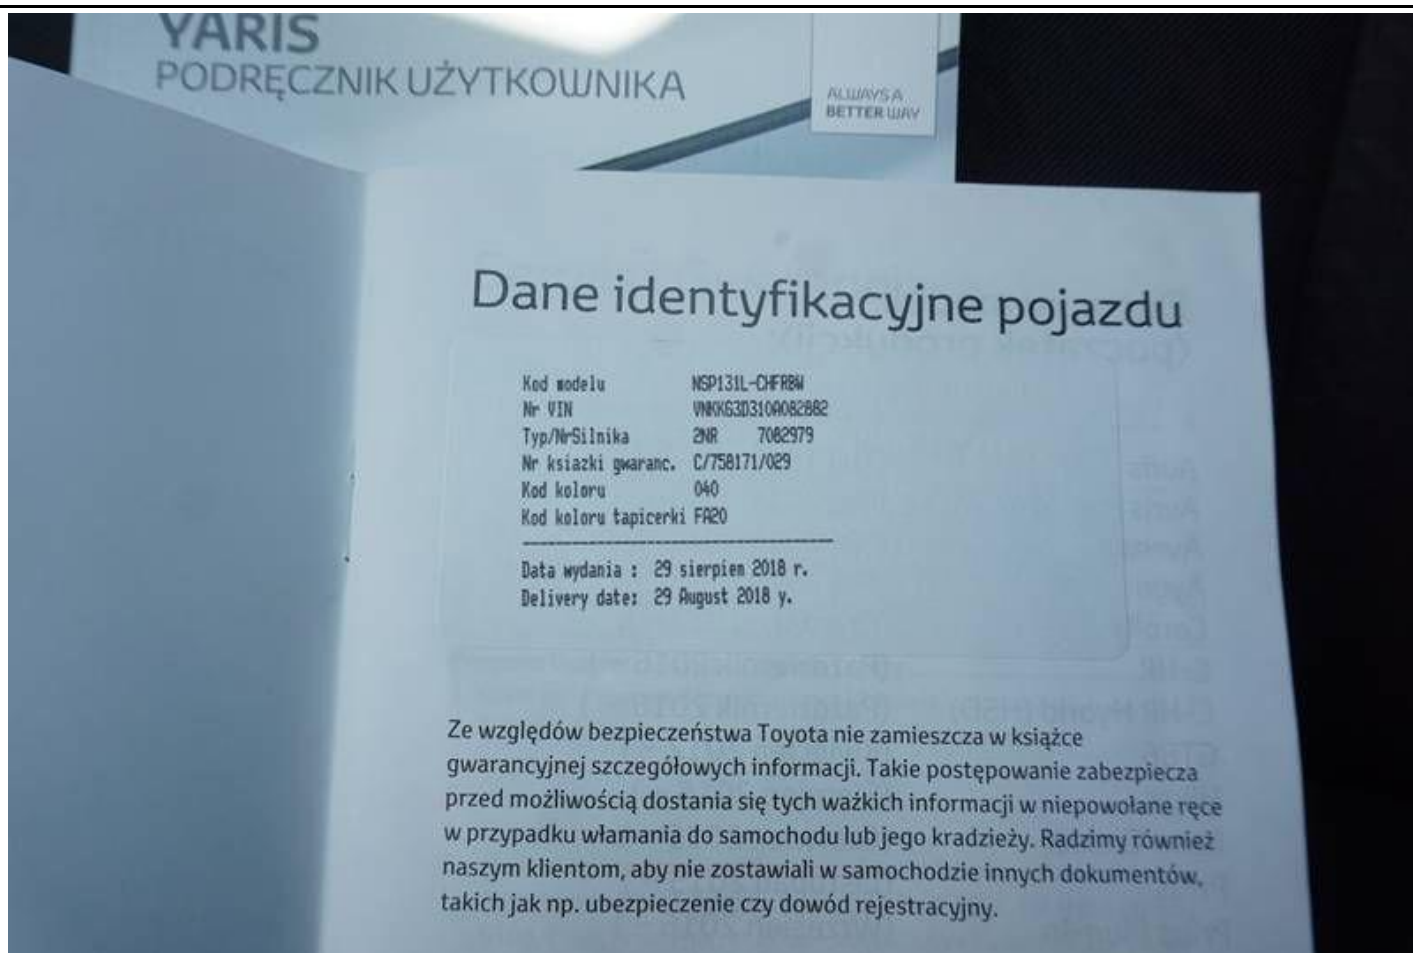 YARIS
PODRĘCZNIK UŻYTKOWNIKA
ALWAYS A
BETTER WAY
Dane identyfikacyjne pojazdu
Kod modelu NSP131L-CHFRBW
Nr VIN VNKKG3D310A082882
Typ/NrSilnika 2NR 7082979
Nr ksiazki gwaranc. C/758171/029
Kod koloru 040
Kod koloru tapicerki FA20
Data wydania : 29 sierpien 2018 r.
Delivery date: 29 August 2018 y.
Ze względów bezpieczeństwa Toyota nie zamieszcza w książce
gwarancyjnej szczegółowych informacji. Takie postępowanie zabezpiecza
przed możliwością dostania się tych ważkich informacji w niepowołane ręce
w przypadku włamania do samochodu lub jego kradzieży. Radzimy również
naszym klientom, aby nie zostawiali w samochodzie innych dokumentów,
takich jak np. ubezpieczenie czy dowód rejestracyjny.